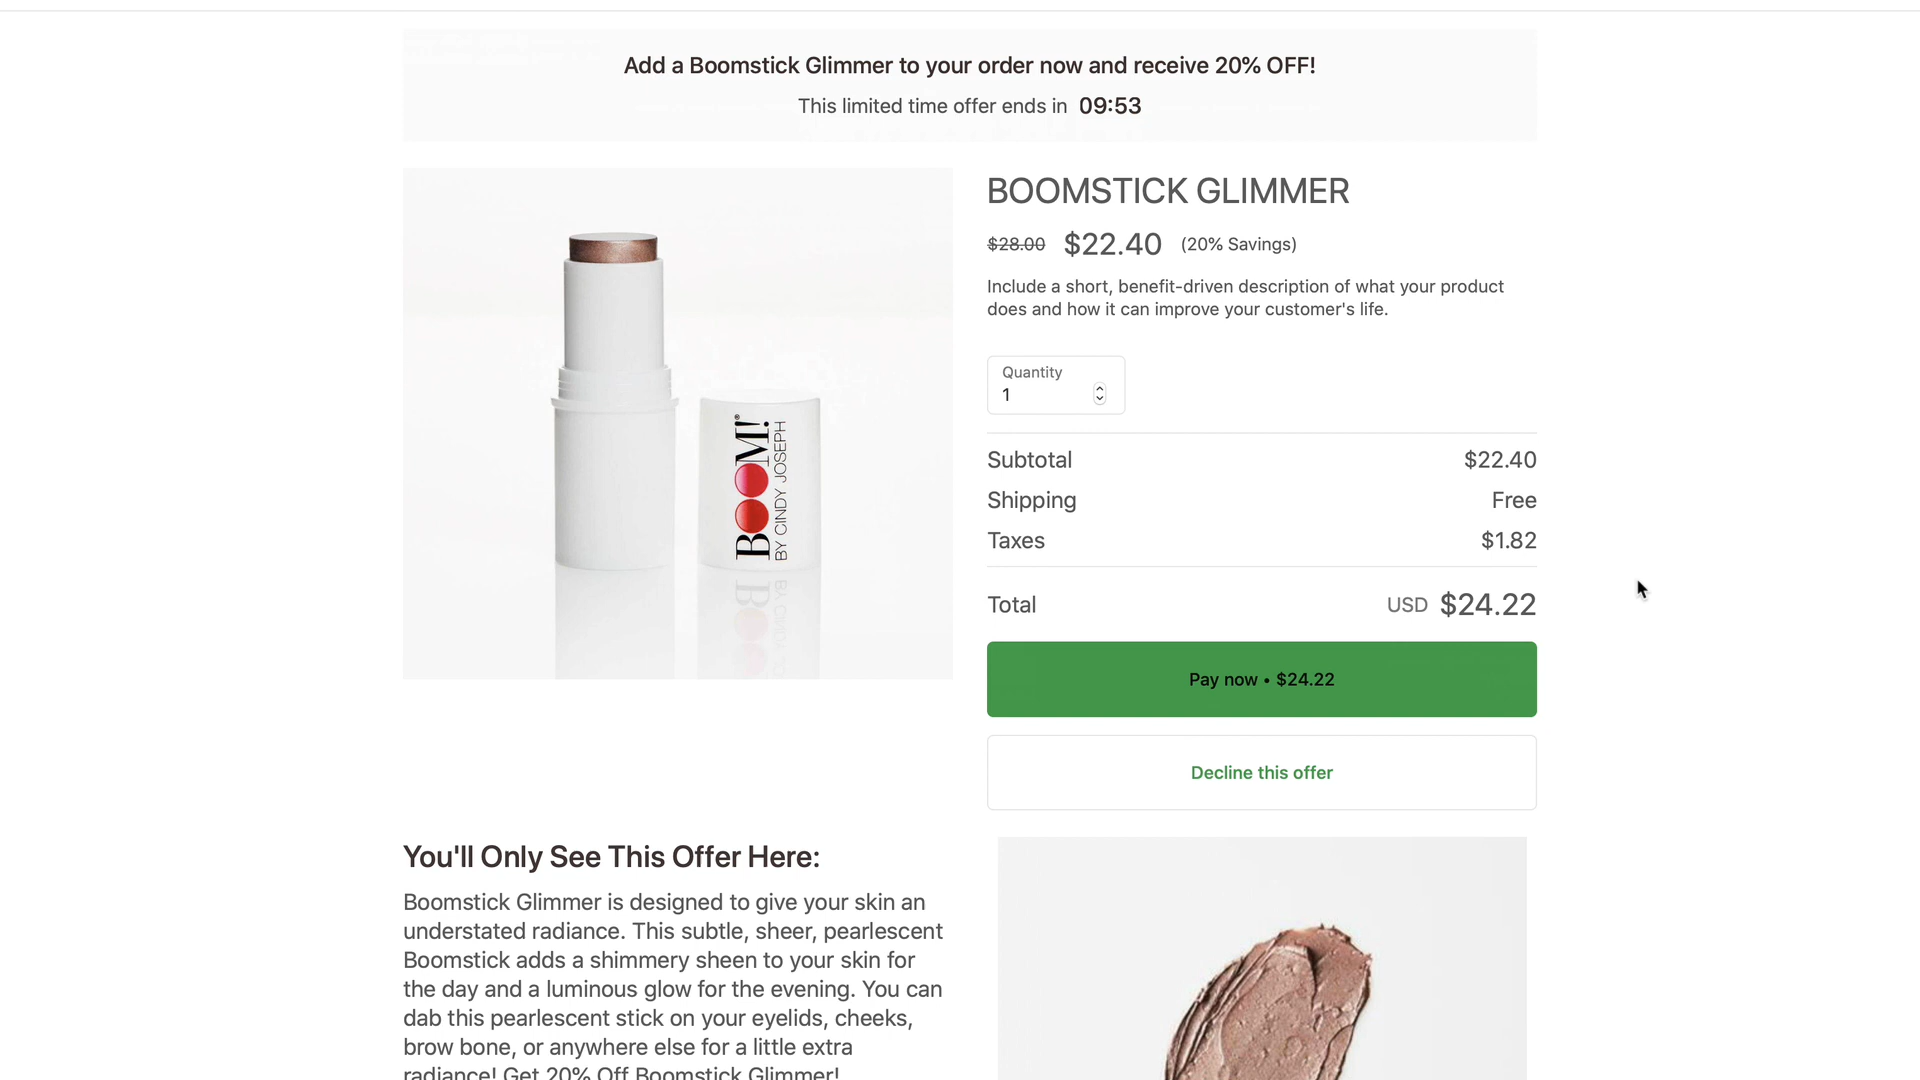 Add a Boomstick Glimmer to your order now and receive 20% OFF!
This limited time offer ends in 09:53
BOOMSTICK GLIMMER
$28.00 $22.40 (20% Savings)
Include a short, benefit-driven description of what your product
does and how it can improve your customer's life.
Quantity
1
Subtotal $22.40
Shipping Free
Taxes $1.82
Total USD $24.22
Pay now • $24.22
Decline this offer
BOOM!®
BY CINDY JOSEPH
You'll Only See This Offer Here:
Boomstick Glimmer is designed to give your skin an
understated radiance. This subtle, sheer, pearlescent
Boomstick adds a shimmery sheen to your skin for
the day and a luminous glow for the evening. You can
dab this pearlescent stick on your eyelids, cheeks,
brow bone, or anywhere else for a little extra
radiance! Get 20% Off Boomstick Glimmer!